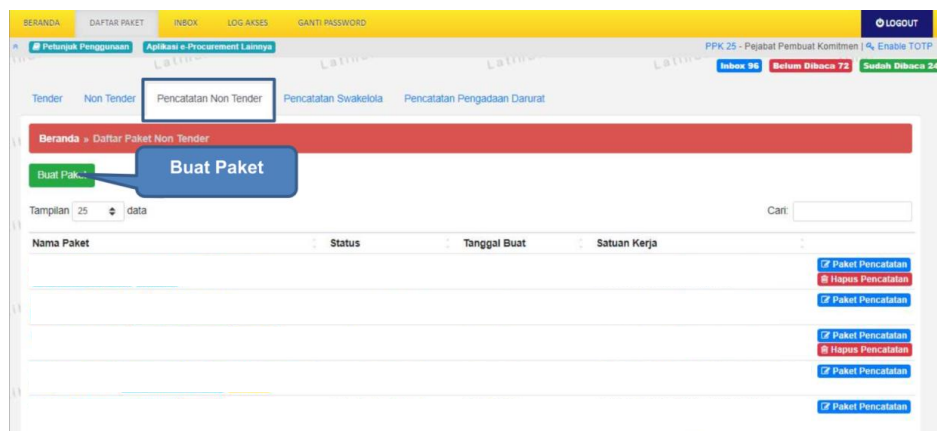 BERANDA DAFTAR PAKET INBOX LOG AKSES GANTI PASSWORD LOGOUT
Petunjuk Penggunaan Aplikasi e-Procurement Lainnya PPK 25 - Pejabat Pembuat Komitmen | Enable TOTP
Inbox 96 Belum Dibaca 72 Sudah Dibaca 24
Tender Non Tender Pencatatan Non Tender Pencatatan Swakelola Pencatatan Pengadaan Darurat
Beranda » Daftar Paket Non Tender
Buat Paket Buat Paket
Tampilan 25 data Cari:
Nama Paket Status Tanggal Buat Satuan Kerja
Paket Pencatatan
Hapus Pencatatan
Paket Pencatatan
Paket Pencatatan
Hapus Pencatatan
Paket Pencatatan
Paket Pencatatan